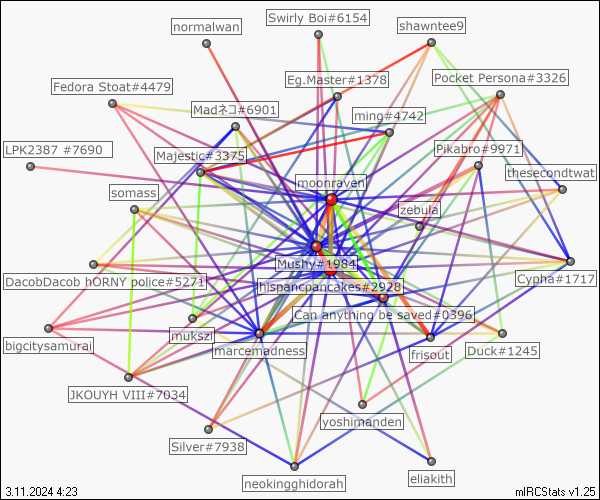 Swirly Boi#6154
normalwan
shawntee9
Eg.Master#1378
Pocket Persona#3326
Fedora Stoat#4479
Madネコ#6901
ming#4742
LPK2387 #7690
Majestic#3375
Pikabro#9971
moonraven
thesecondtwat
somass
zebula
Mushy#1984
DacobDacob hORNY police#5271
hispancpancakes#2928
Cypha#1717
Can anything be saved#0396
mukszi
bigcitysamurai
marcemadness
frisout
Duck#1245
JKOUYH VIII#7034
yoshimanden
Silver#7938
neokingghidorah
eliakith
3.11.2024 4:23
mIRCStats v1.25